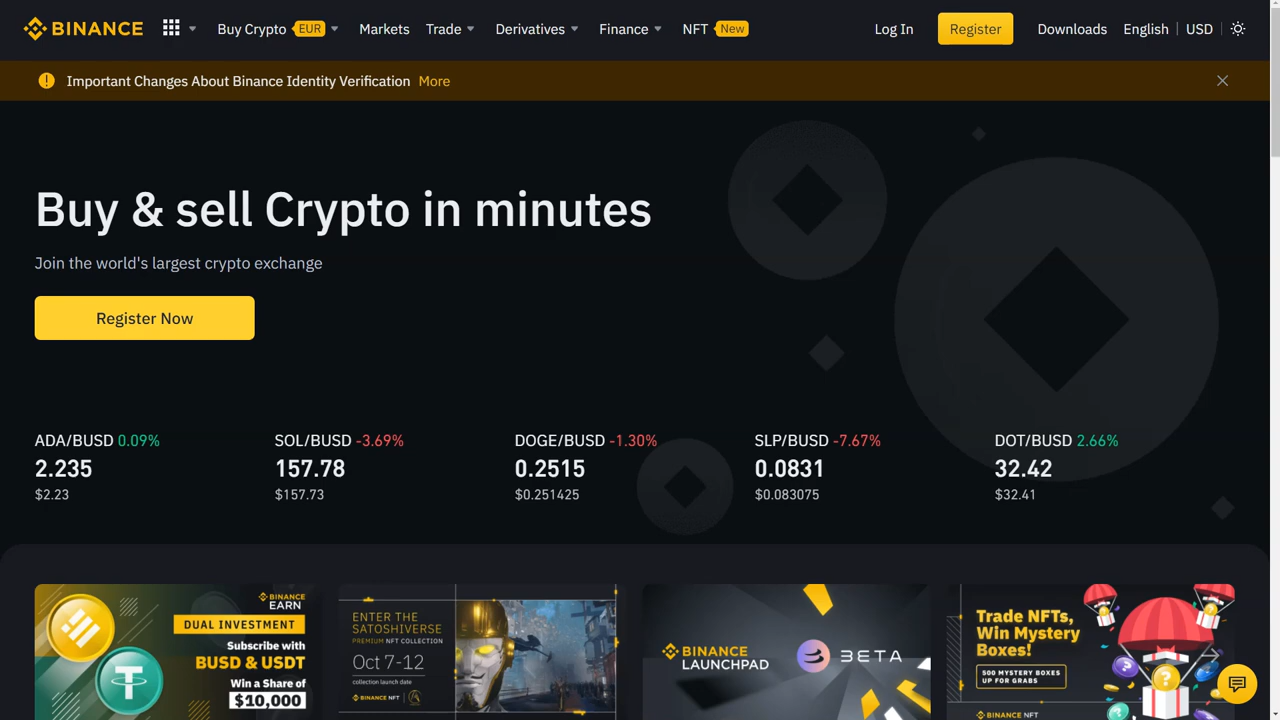 BINANCE
Buy Crypto EUR Markets Trade Derivatives Finance NFT New
Log In Register Downloads English USD
Important Changes About Binance Identity Verification More
Buy & sell Crypto in minutes
Join the world's largest crypto exchange
Register Now
ADA/BUSD 0.09%
2.235
$2.23
SOL/BUSD -3.69%
157.78
$157.73
DOGE/BUSD -1.30%
0.2515
$0.251425
SLP/BUSD -7.67%
0.0831
$0.083075
DOT/BUSD 2.66%
32.42
$32.41
BINANCE
EARN
DUAL INVESTMENT
Subscribe with
BUSD & USDT
Win a Share of
$10,000
ENTER THE
SATOSHIVERSE
PREMIUM NFT COLLECTION
Oct 7-12
collection launch date
BINANCE NFT
BINANCE
LAUNCHPAD
BETA
Trade NFTs,
Win Mystery
Boxes!
500 MYSTERY BOXES
UP FOR GRABS
BINANCE NFT